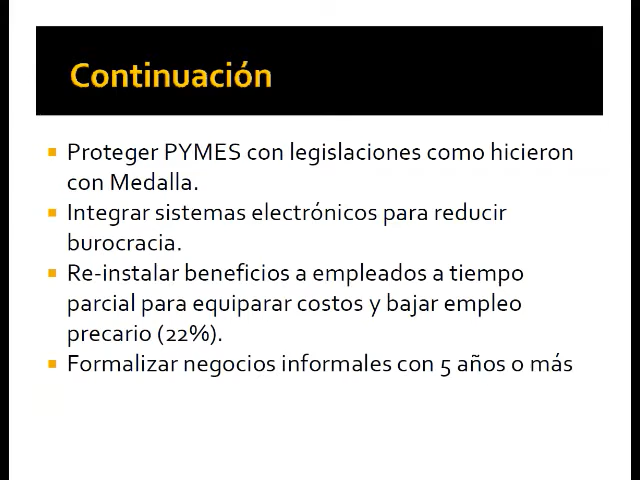 Continuación
Proteger PYMES con legislaciones como hicieron
con Medalla.
Integrar sistemas electrónicos para reducir
burocracia.
Re-instalar beneficios a empleados a tiempo
parcial para equiparar costos y bajar empleo
precario (22%).
Formalizar negocios informales con 5 años o más